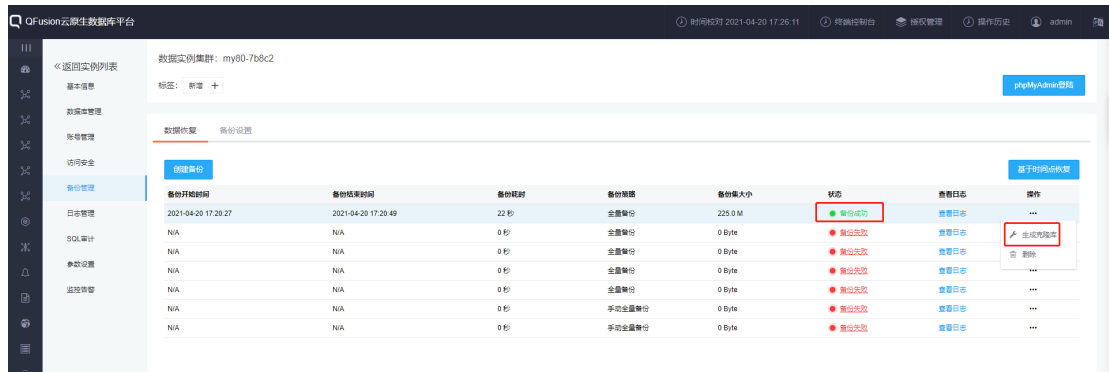 QFusion云原生数据库平台
时间校对 2021-04-20 17:26:11 终端控制台 授权管理 操作历史 admin
《返回实例列表
基本信息
数据库管理
账号管理
访问安全
备份管理
日志管理
SQL审计
参数设置
监控告警
数据实例集群: my80-7b8c2
标签: 新增 +
phpMyAdmin登陆
数据恢复 备份设置
创建备份 基于时间点恢复
备份开始时间 备份结束时间 备份耗时 备份策略 备份集大小 状态 查看日志 操作
2021-04-20 17:20:27 2021-04-20 17:20:49 22 秒 全量备份 225.0 M 备份成功 查看日志 •••
N/A N/A 0 秒 全量备份 0 Byte 备份失败 查看日志
生成克隆库
N/A N/A 0 秒 全量备份 0 Byte 备份失败 查看日志
删除
N/A N/A 0 秒 全量备份 0 Byte 备份失败 查看日志 •••
N/A N/A 0 秒 全量备份 0 Byte 备份失败 查看日志 •••
N/A N/A 0 秒 手动全量备份 0 Byte 备份失败 查看日志 •••
N/A N/A 0 秒 手动全量备份 0 Byte 备份失败 查看日志 •••